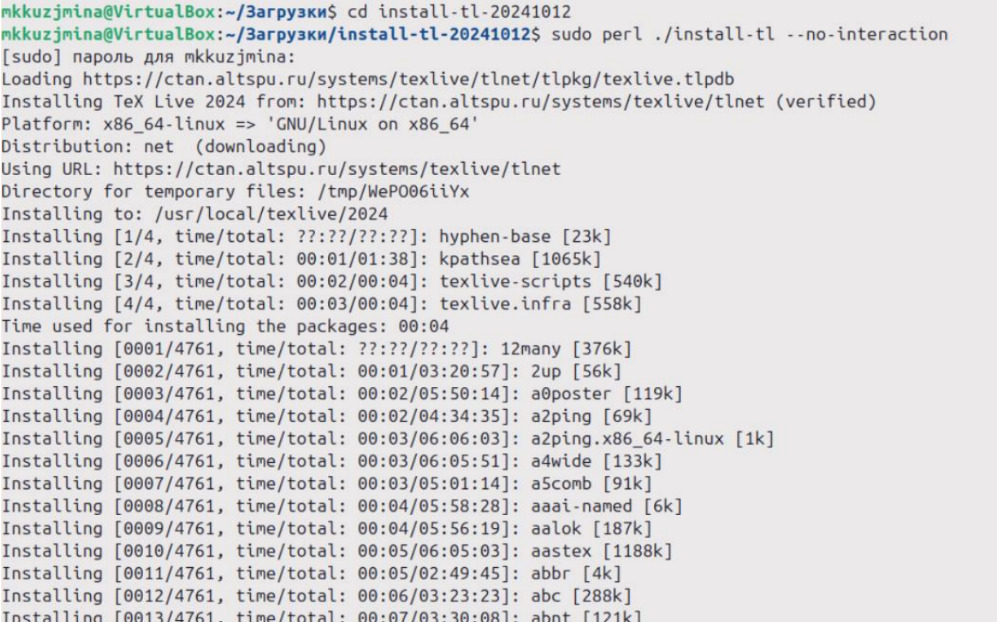 mkkuzjmina@VirtualBox:~/Загрузки$ cd install-tl-20241012
mkkuzjmina@VirtualBox:~/Загрузки/install-tl-20241012$ sudo perl ./install-tl --no-interaction
[sudo] пароль для mkkuzjmina:
Loading https://ctan.altspu.ru/systems/texlive/tlnet/tlpkg/texlive.tlpdb
Installing TeX Live 2024 from: https://ctan.altspu.ru/systems/texlive/tlnet (verified)
Platform: x86_64-linux => 'GNU/Linux on x86_64'
Distribution: net  (downloading)
Using URL: https://ctan.altspu.ru/systems/texlive/tlnet
Directory for temporary files: /tmp/WePO06iiYx
Installing to: /usr/local/texlive/2024
Installing [1/4, time/total: ??:??/??:??]: hyphen-base [23k]
Installing [2/4, time/total: 00:01/01:38]: kpathsea [1065k]
Installing [3/4, time/total: 00:02/00:04]: texlive-scripts [540k]
Installing [4/4, time/total: 00:03/00:04]: texlive.infra [558k]
Time used for installing the packages: 00:04
Installing [0001/4761, time/total: ??:??/??:??]: 12many [376k]
Installing [0002/4761, time/total: 00:01/03:20:57]: 2up [56k]
Installing [0003/4761, time/total: 00:02/05:50:14]: a0poster [119k]
Installing [0004/4761, time/total: 00:02/04:34:35]: a2ping [69k]
Installing [0005/4761, time/total: 00:03/06:06:03]: a2ping.x86_64-linux [1k]
Installing [0006/4761, time/total: 00:03/06:05:51]: a4wide [133k]
Installing [0007/4761, time/total: 00:03/05:01:14]: a5comb [91k]
Installing [0008/4761, time/total: 00:04/05:58:28]: aaai-named [6k]
Installing [0009/4761, time/total: 00:04/05:56:19]: aalok [187k]
Installing [0010/4761, time/total: 00:05/06:05:03]: aastex [1188k]
Installing [0011/4761, time/total: 00:05/02:49:45]: abbr [4k]
Installing [0012/4761, time/total: 00:06/03:23:23]: abc [288k]
Installing [0013/4761, time/total: 00:07/03:30:08]: abnt [121k]